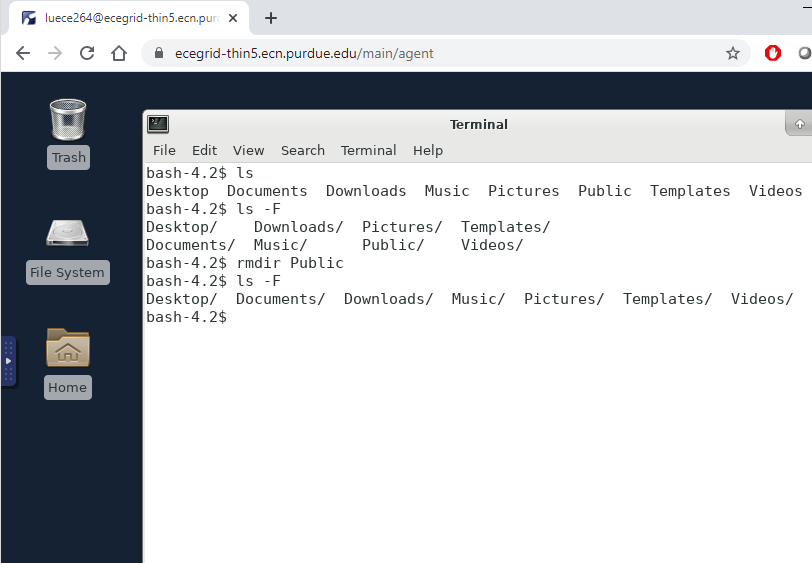 luece264@ecegrid-thin5.ecn.pur
ecegrid-thin5.ecn.purdue.edu/main/agent
Trash
File System
Home
Terminal
File Edit View Search Terminal Help
bash-4.2$ ls
Desktop Documents Downloads Music Pictures Public Templates Videos
bash-4.2$ ls -F
Desktop/ Downloads/ Pictures/ Templates/
Documents/ Music/ Public/ Videos/
bash-4.2$ rmdir Public
bash-4.2$ ls -F
Desktop/ Documents/ Downloads/ Music/ Pictures/ Templates/ Videos/
bash-4.2$